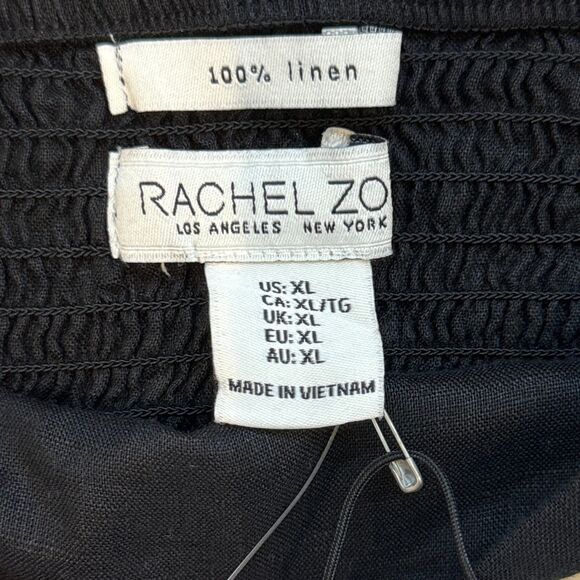 100% linen
RACHEL ZO
LOS ANGELES NEW YORK
US: XL
CA: XL/TG
UK: XL
EU: XL
AU: XL
MADE IN VIETNAM